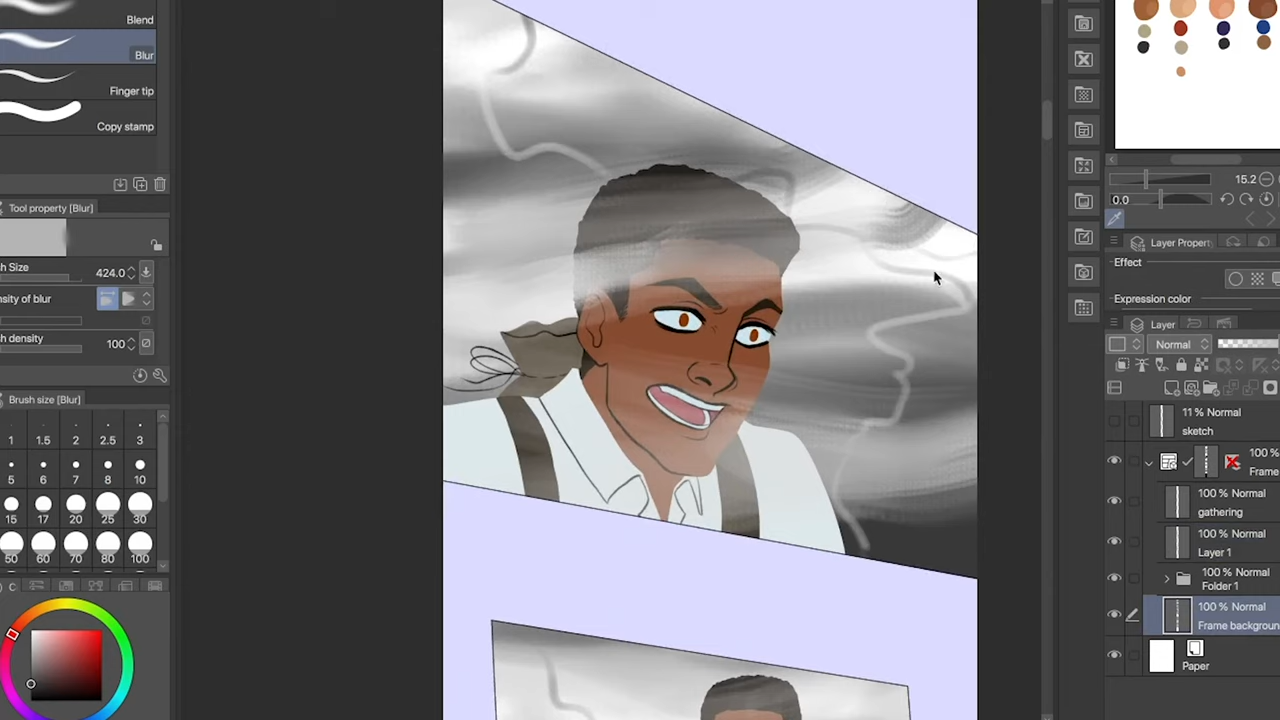 Blend
Blur
Finger tip
Copy stamp
Tool property [Blur]
Size
424.0
of blur
density
100
Brush size [Blur]
1 1.5 2 2.5 3
5 6 7 8 10
15 17 20 25 30
50 60 70 80 100
15.2
0.0
Layer
Effect
Expression color
Layer
Normal
11 % Normal
sketch
100 %
Frame
100 % Normal
gathering
100 % Normal
Layer 1
100 % Normal
Folder 1
100 % Normal
Frame
Paper